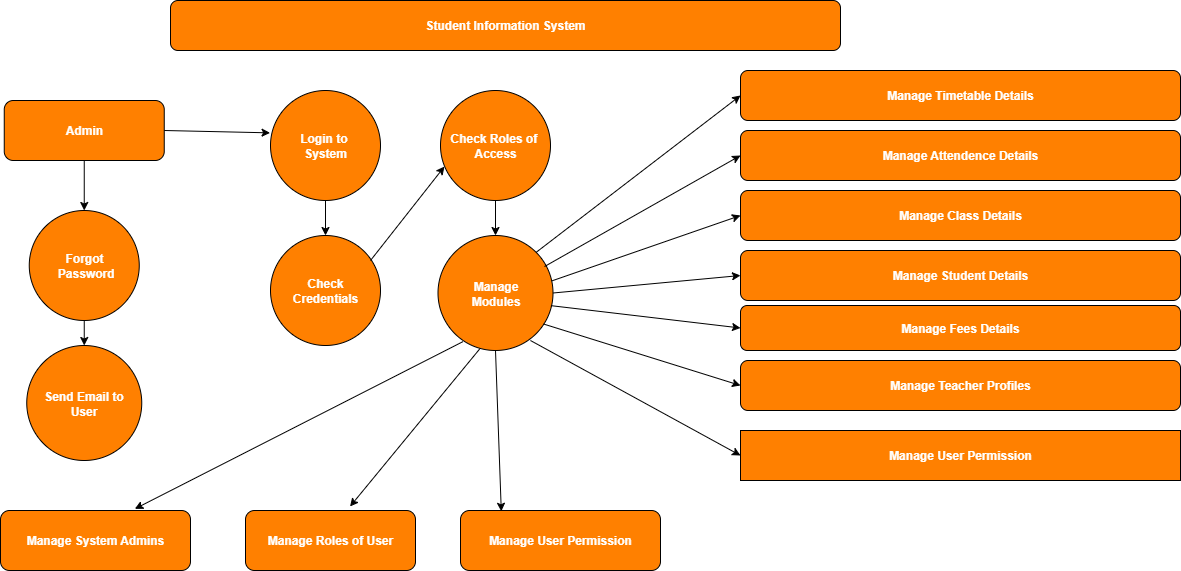 Student Information System
Admin
Login to
System
Check Roles of
Access
Manage Timetable Details
Manage Attendence Details
Manage Class Details
Forgot
Password
Check
Credentials
Manage
Modules
Manage Student Details
Manage Fees Details
Send Email to
User
Manage Teacher Profiles
Manage User Permission
Manage System Admins
Manage Roles of User
Manage User Permission